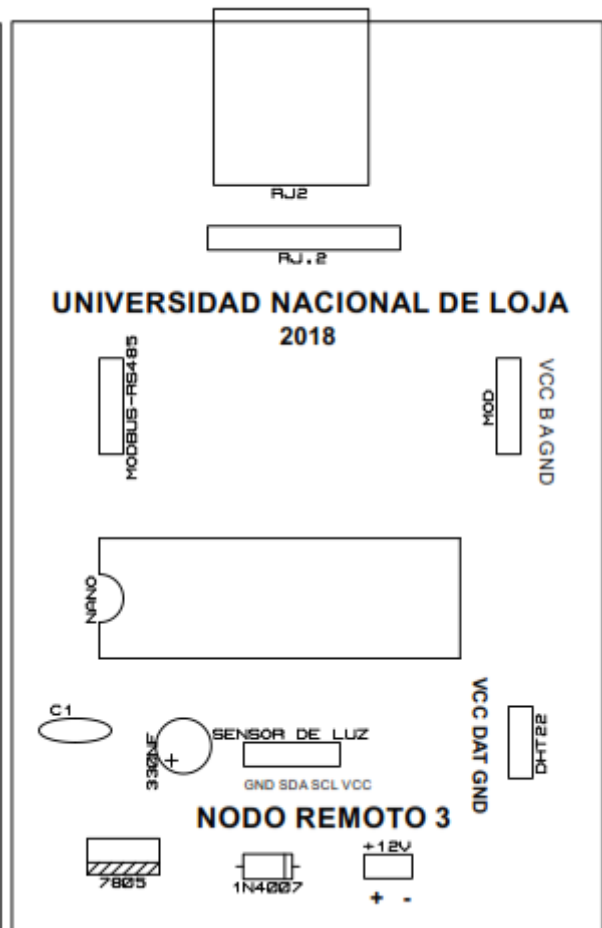 RJ2
RJ.2
UNIVERSIDAD NACIONAL DE LOJA
2018
MODBUS-RS485
MOD
VCC B A GND
NANO
C1
330NF
+
SENSOR DE LUZ
GND SDA SCL VCC
VCC DAT GND
DHT22
NODO REMOTO 3
7805
1N4007
+12V
+ -